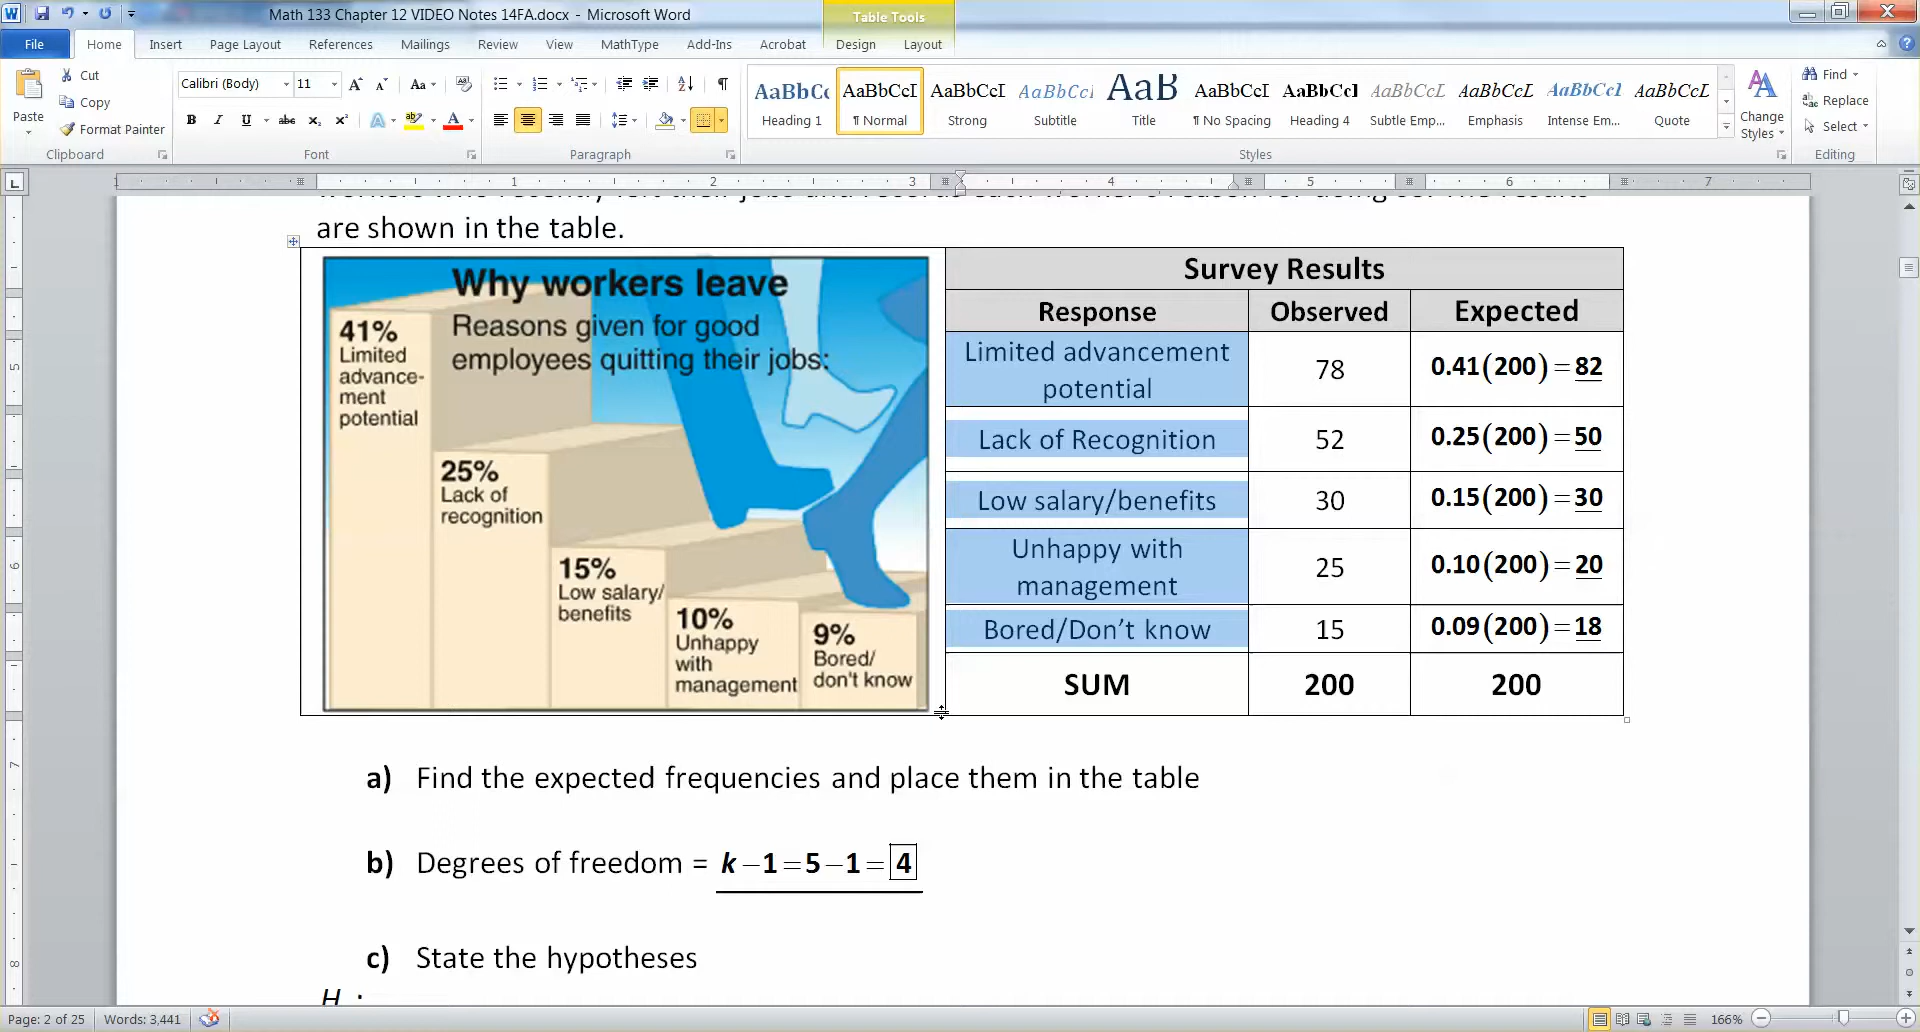 Math 133 Chapter 12 VIDEO Notes 14FA.docx - Microsoft Word
Table Tools
File
Home
Insert
Page Layout
References
Mailings
Review
View
MathType
Add-Ins
Acrobat
Design
Layout
Paste
Cut
Copy
Format Painter
Clipboard
Calibri (Body)
11
Font
Paragraph
AaBbCc
Heading 1
AaBbCcI
¶ Normal
AaBbCcI
Strong
AaBbCcI
Subtitle
AaB
Title
AaBbCcI
¶ No Spacing
AaBbCcI
Heading 4
AaBbCcL
Subtle Emp...
AaBbCcL
Emphasis
AaBbCcI
Intense Em...
AaBbCcL
Quote
Change
Styles
Styles
Find
Replace
Select
Editing
are shown in the table.
Why workers leave
Reasons given for good
employees quitting their jobs:
41%
Limited
advance-
ment
potential
25%
Lack of
recognition
15%
Low salary/
benefits
10%
Unhappy
with
management
9%
Bored/
don't know
Survey Results
Response Observed Expected
Limited advancement
potential
78 0.41(200) = 82
Lack of Recognition 52 0.25(200) = 50
Low salary/benefits 30 0.15(200) = 30
Unhappy with
management
25 0.10(200) = 20
Bored/Don't know 15 0.09(200) = 18
SUM 200 200
a) Find the expected frequencies and place them in the table
b) Degrees of freedom = k − 1 = 5 − 1 = 4
c) State the hypotheses
Page: 2 of 25
Words: 3,441
166%